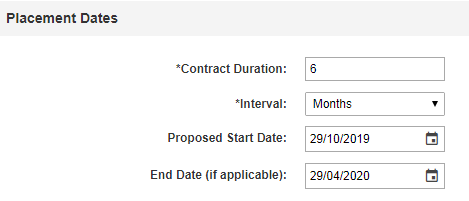 Placement Dates
*Contract Duration: 6
*Interval: Months
Proposed Start Date: 29/10/2019
End Date (if applicable): 29/04/2020